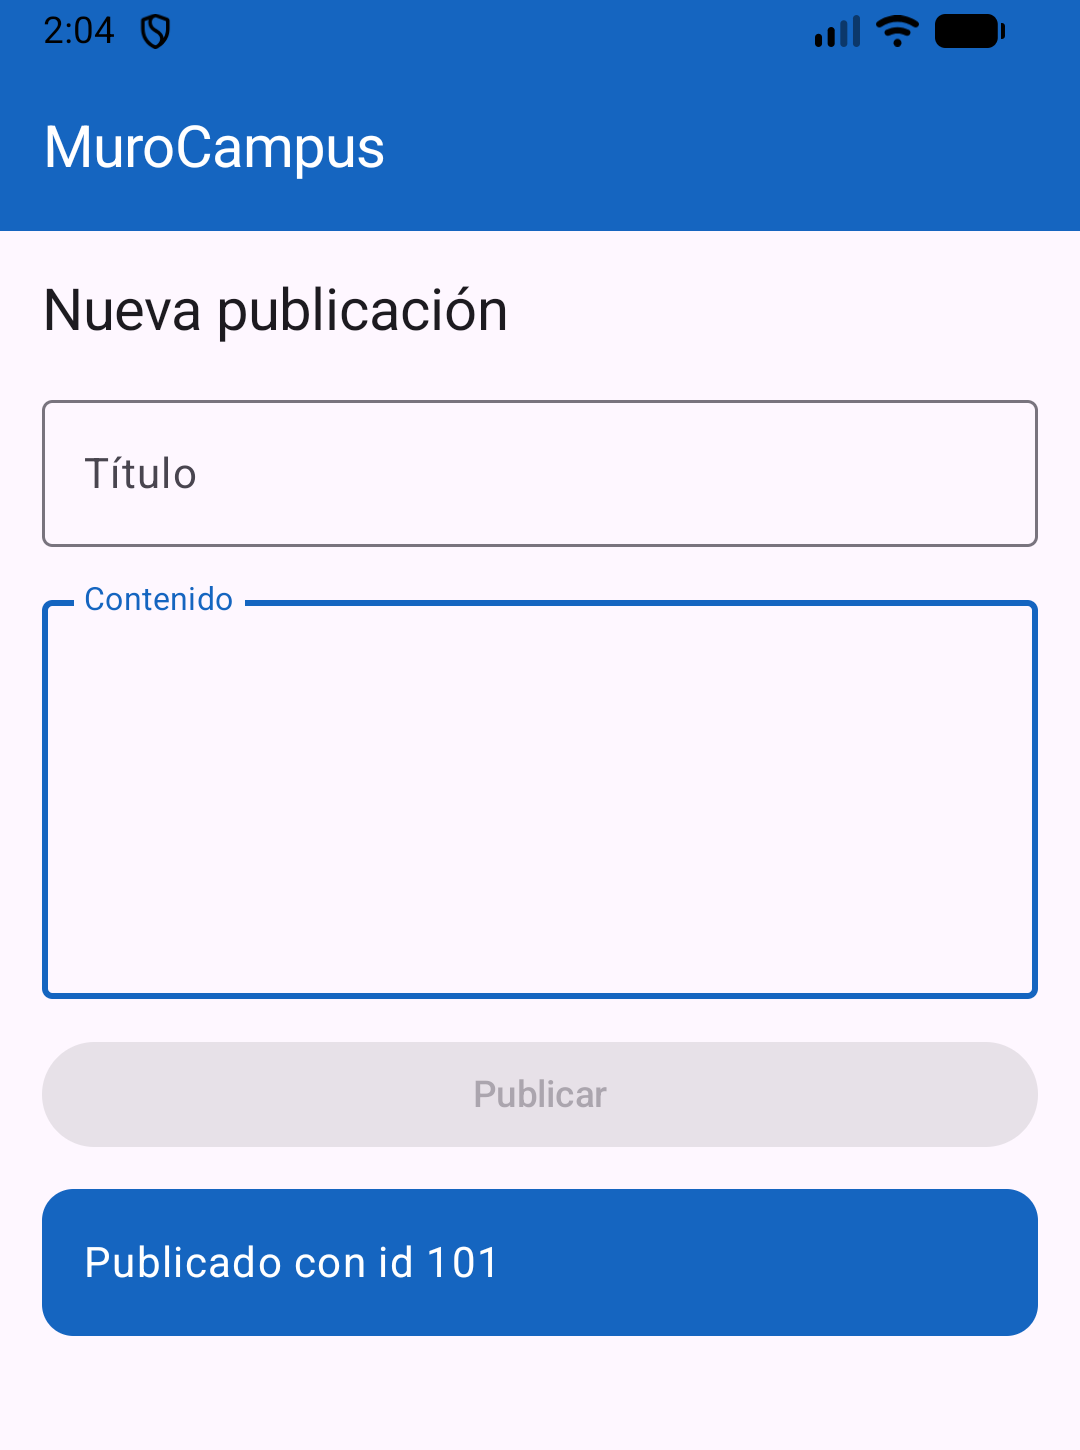 2:04
MuroCampus
Nueva publicación
Título
Contenido
Publicar
Publicado con id 101